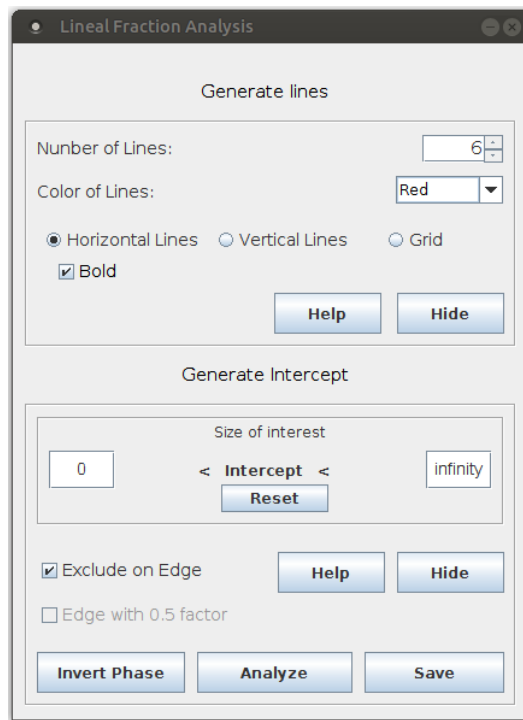 Lineal Fraction Analysis
Generate lines
Nunber of Lines: 6
Color of Lines: Red
Horizontal Lines Vertical Lines Grid
Bold
Help Hide
Generate Intercept
Size of interest
0 < Intercept < infinity
Reset
Exclude on Edge Help Hide
Edge with 0.5 factor
Invert Phase Analyze Save